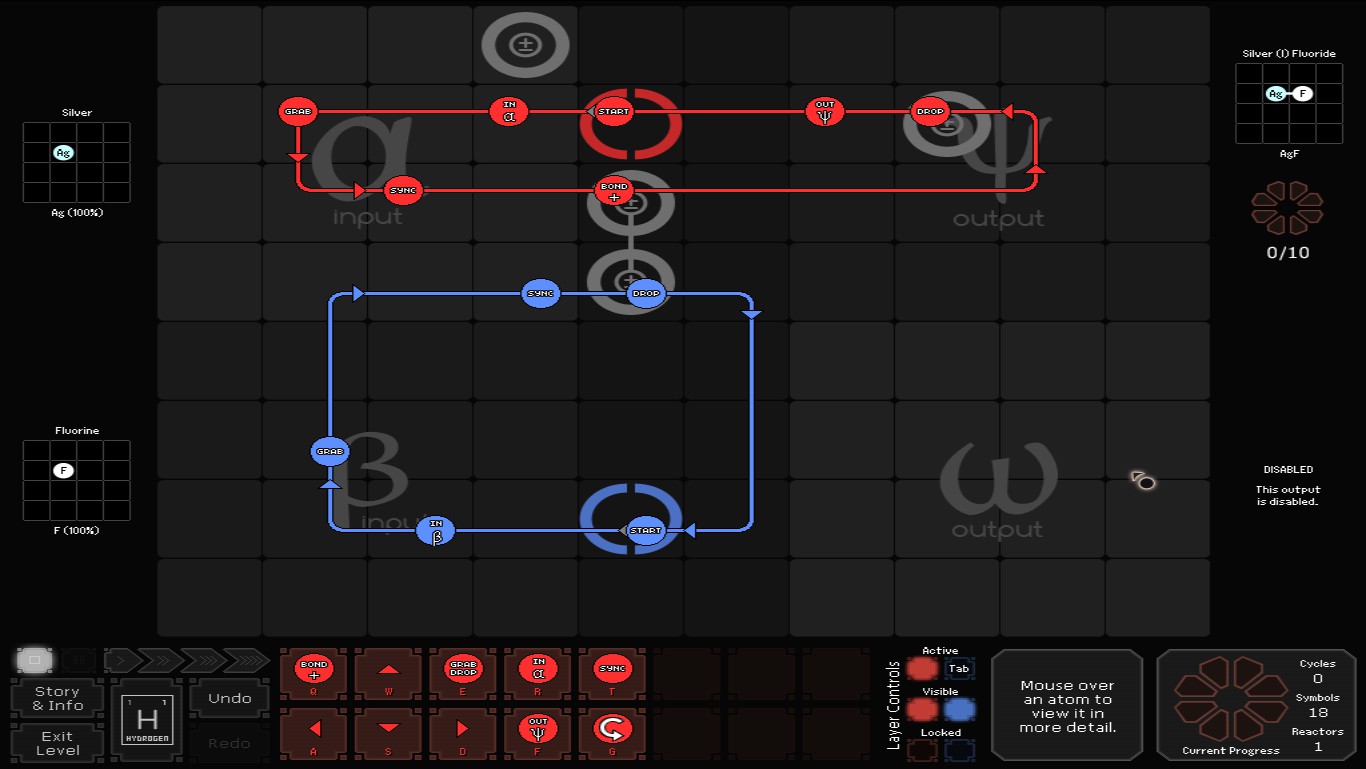 Silver
Ag
Ag (100%)
Fluorine
F
F (100%)
±
GRAB
IN
α
START
OUT
Ψ
DROP
±
α
input
Ψ
output
SYNC
BOND
+
±
±
SYNC
DROP
GRAB
β
input
IN
β
START
ω
output
Silver (I) Fluoride
Ag F
AgF
0/10
DISABLED
This output
is disabled.
Story
& Info
Exit
Level
1 1
H
HYDROGEN
Undo
Redo
BOND
+
Q
W
GRAB
DROP
E
IN
α
R
SYNC
T
A
S
D
OUT
Ψ
F
G
Layer Controls
Active
Tab
Visible
Locked
Mouse over
an atom to
view it in
more detail.
Current Progress
Cycles
0
Symbols
18
Reactors
1